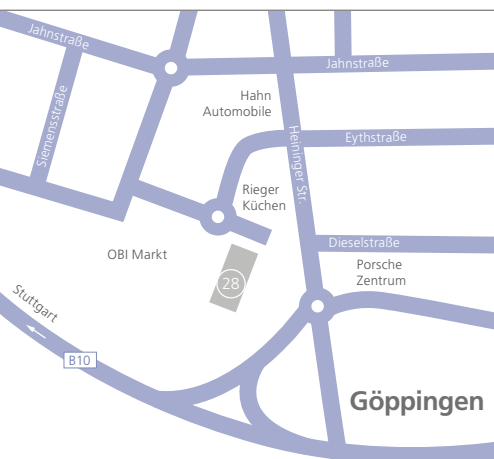 Jahnstraße
Jahnstraße
Hahn
Automobile
Siemensstraße
Heininger Str.
Eythstraße
Rieger
Küchen
Dieselstraße
OBI Markt
Porsche
Zentrum
28
Stuttgart
B10
Göppingen